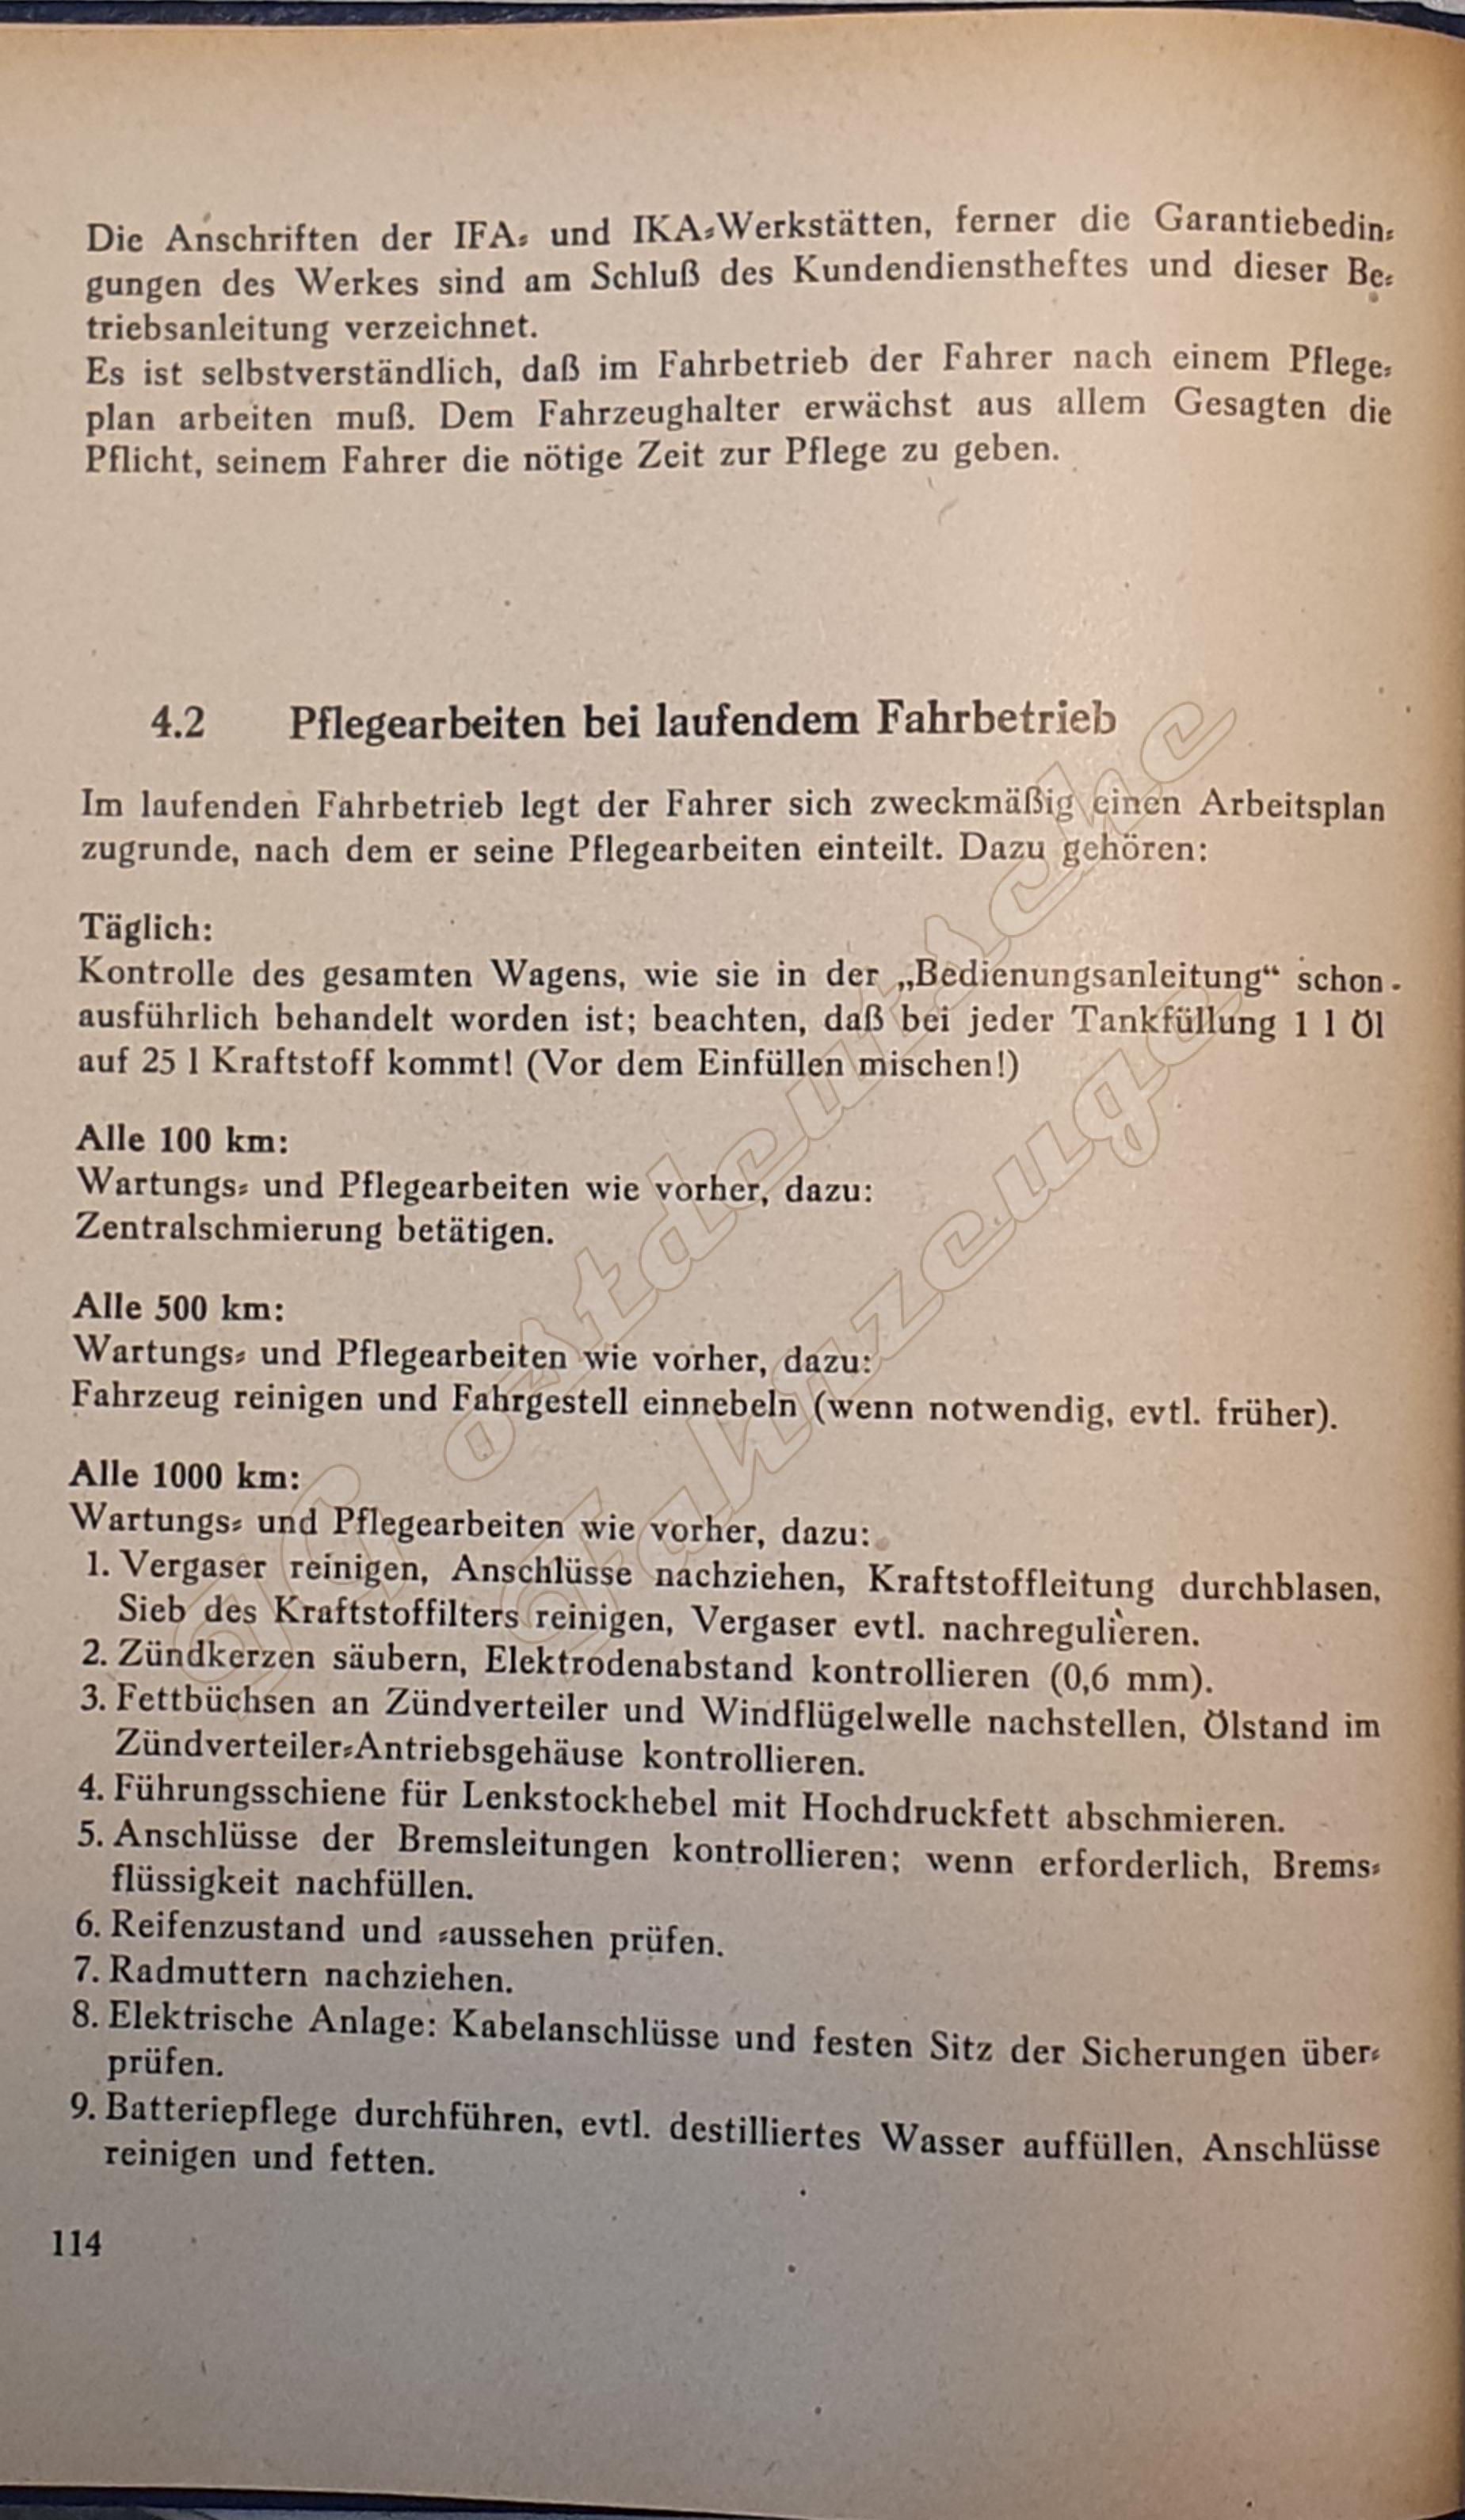 Die Anschriften der IFA- und IKA-Werkstätten, ferner die Garantiebedin-
gungen des Werkes sind am Schluß des Kundendienstheftes und dieser Be-
triebsanleitung verzeichnet.
Es ist selbstverständlich, daß im Fahrbetrieb der Fahrer nach einem Pflege-
plan arbeiten muß. Dem Fahrzeughalter erwächst aus allem Gesagten die
Pflicht, seinem Fahrer die nötige Zeit zur Pflege zu geben.
4.2 Pflegearbeiten bei laufendem Fahrbetrieb
Im laufenden Fahrbetrieb legt der Fahrer sich zweckmäßig einen Arbeitsplan
zugrunde, nach dem er seine Pflegearbeiten einteilt. Dazu gehören:
Täglich:
Kontrolle des gesamten Wagens, wie sie in der „Bedienungsanleitung“ schon
ausführlich behandelt worden ist; beachten, daß bei jeder Tankfüllung 1 l Öl
auf 25 l Kraftstoff kommt! (Vor dem Einfüllen mischen!)
Alle 100 km:
Wartungs- und Pflegearbeiten wie vorher, dazu:
Zentralschmierung betätigen.
Alle 500 km:
Wartungs- und Pflegearbeiten wie vorher, dazu:
Fahrzeug reinigen und Fahrgestell einnebeln (wenn notwendig, evtl. früher).
Alle 1000 km:
Wartungs- und Pflegearbeiten wie vorher, dazu:
1. Vergaser reinigen, Anschlüsse nachziehen, Kraftstoffleitung durchblasen,
Sieb des Kraftstoffilters reinigen, Vergaser evtl. nachregulieren.
2. Zündkerzen säubern, Elektrodenabstand kontrollieren (0,6 mm).
3. Fettbüchsen an Zündverteiler und Windflügelwelle nachstellen, Ölstand im
Zündverteiler-Antriebsgehäuse kontrollieren.
4. Führungsschiene für Lenkstockhebel mit Hochdruckfett abschmieren.
5. Anschlüsse der Bremsleitungen kontrollieren; wenn erforderlich, Brems-
flüssigkeit nachfüllen.
6. Reifenzustand und -aussehen prüfen.
7. Radmuttern nachziehen.
8. Elektrische Anlage: Kabelanschlüsse und festen Sitz der Sicherungen über-
prüfen.
9. Batteriepflege durchführen, evtl. destilliertes Wasser auffüllen, Anschlüsse
reinigen und fetten.
114
IG ostdeutsche
Fahrzeuge